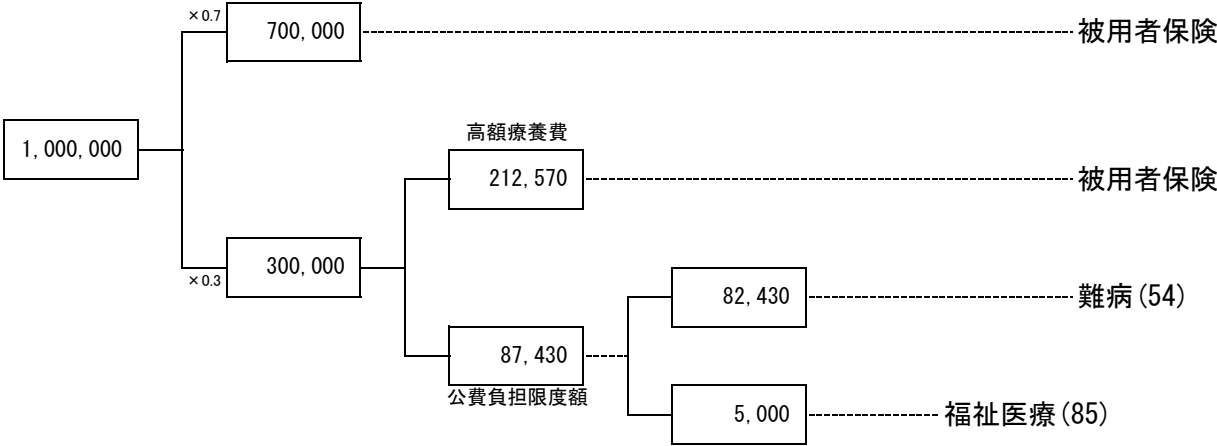 ×0.7
700,000
被用者保険
1,000,000
高額療養費
212,570
被用者保険
×0.3
300,000
82,430
難病(54)
87,430
公費負担限度額
5,000
福祉医療(85)